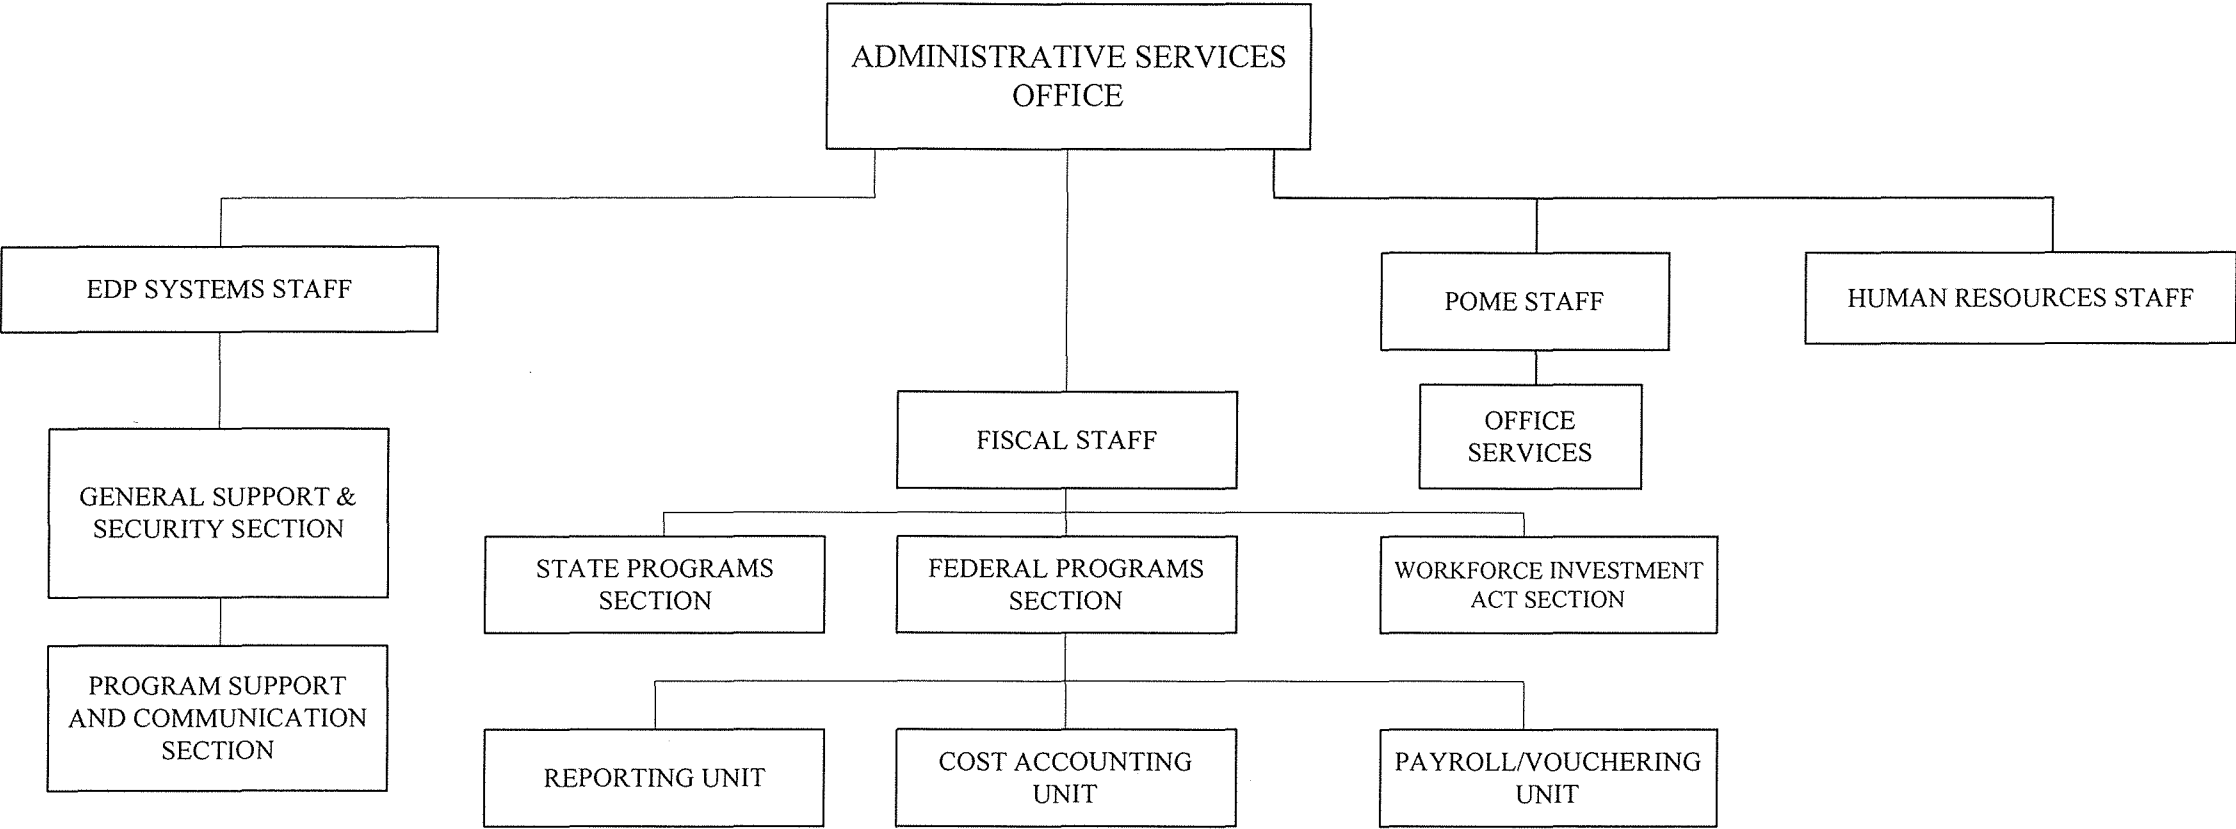 ADMINISTRATIVE SERVICES
OFFICE
EDP SYSTEMS STAFF
POME STAFF
HUMAN RESOURCES STAFF
FISCAL STAFF
OFFICE
SERVICES
GENERAL SUPPORT &
SECURITY SECTION
STATE PROGRAMS
SECTION
FEDERAL PROGRAMS
SECTION
WORKFORCE INVESTMENT
ACT SECTION
PROGRAM SUPPORT
AND COMMUNICATION
SECTION
REPORTING UNIT
COST ACCOUNTING
UNIT
PAYROLL/VOUCHERING
UNIT